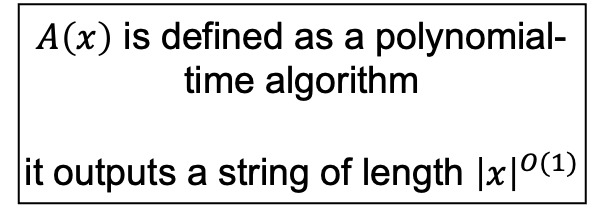 A(x) is defined as a polynomial-
time algorithm
it outputs a string of length |x|^{O(1)}